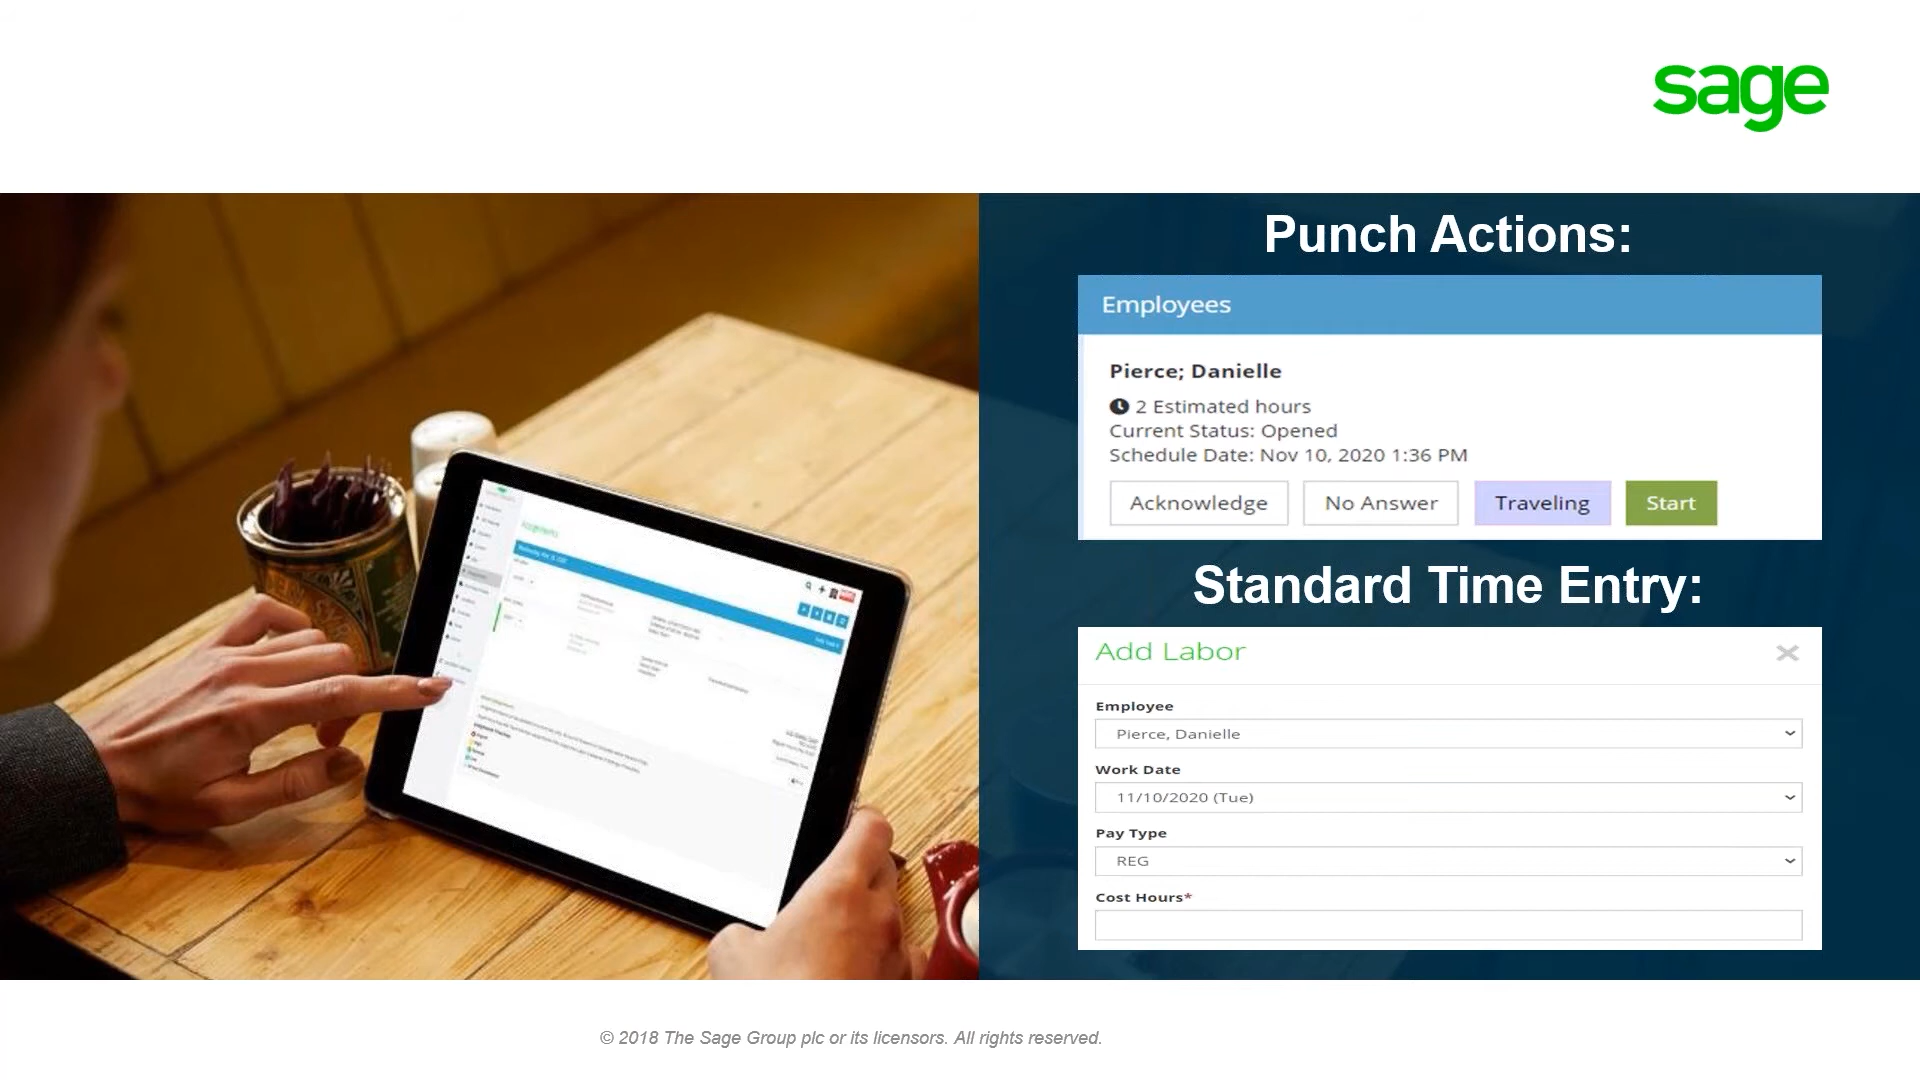 sage
Punch Actions:
Employees
Pierce; Danielle
2 Estimated hours
Current Status: Opened
Schedule Date: Nov 10, 2020 1:36 PM
Acknowledge No Answer Traveling Start
Standard Time Entry:
Add Labor
Employee
Pierce, Danielle
Work Date
11/10/2020 (Tue)
Pay Type
REG
Cost Hours*
Assignments
© 2018 The Sage Group plc or its licensors. All rights reserved.